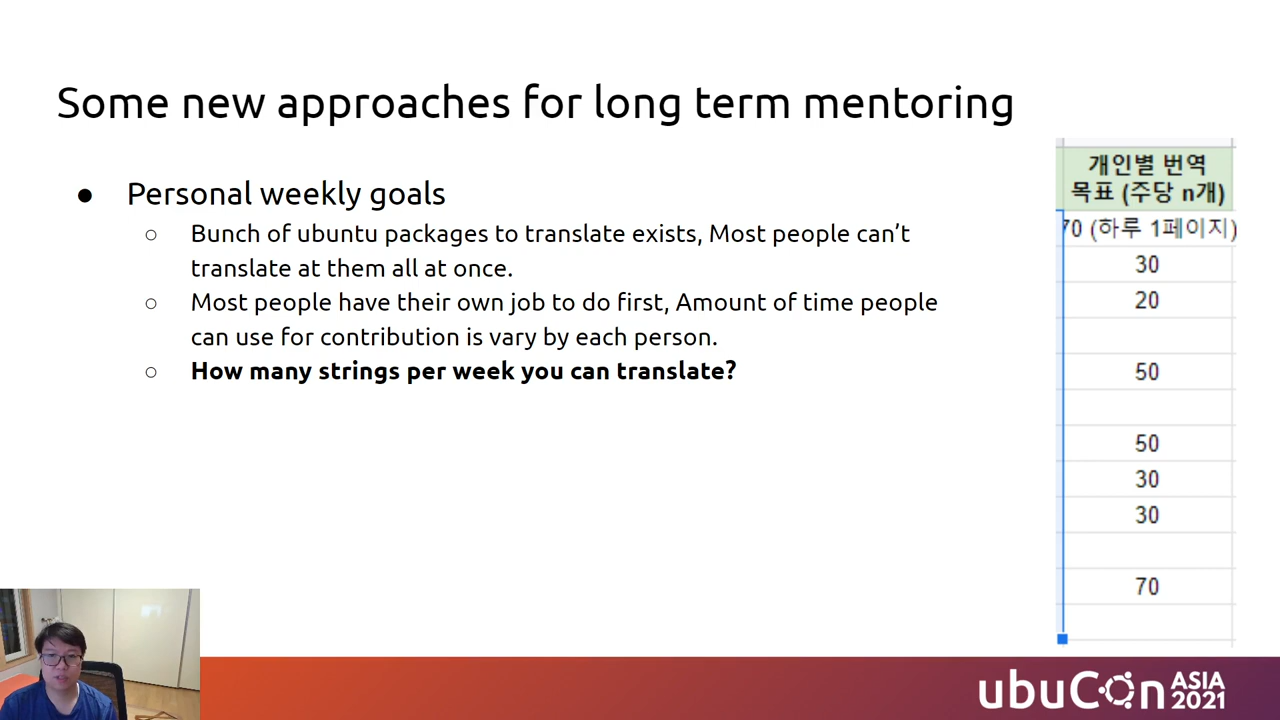 Some new approaches for long term mentoring
● Personal weekly goals
○ Bunch of ubuntu packages to translate exists, Most people can’t
translate at them all at once.
○ Most people have their own job to do first, Amount of time people
can use for contribution is vary by each person.
○ How many strings per week you can translate?
개인별 번역
목표 (주당 n개)
70 (하루 1페이지)
30
20
50
50
30
30
70
ubuCon ASIA
2021